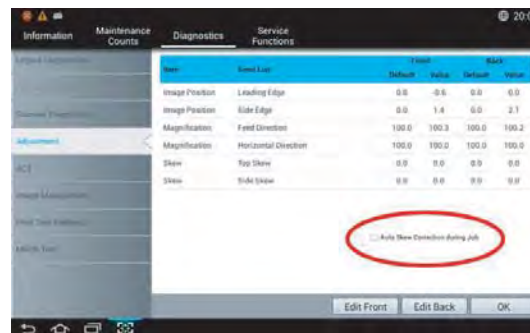 20:0
Information Maintenance Counts Diagnostics Service Functions
Item Send List Front Back
Default Value Default Value
Image Position Leading Edge 0.0 -0.6 0.0 0.0
Image Position Side Edge 0.0 1.4 0.0 2.1
Magnification Feed Direction 100.0 100.3 100.0 100.2
Adjustment
Magnification Horizontal Direction 100.0 100.0 100.0 100.0
Skew Top Skew 0.0 0.0 0.0 0.0
Skew Side Skew 0.0 0.0 0.0 0.0
Auto Skew Correction during Job
Edit Front Edit Back OK